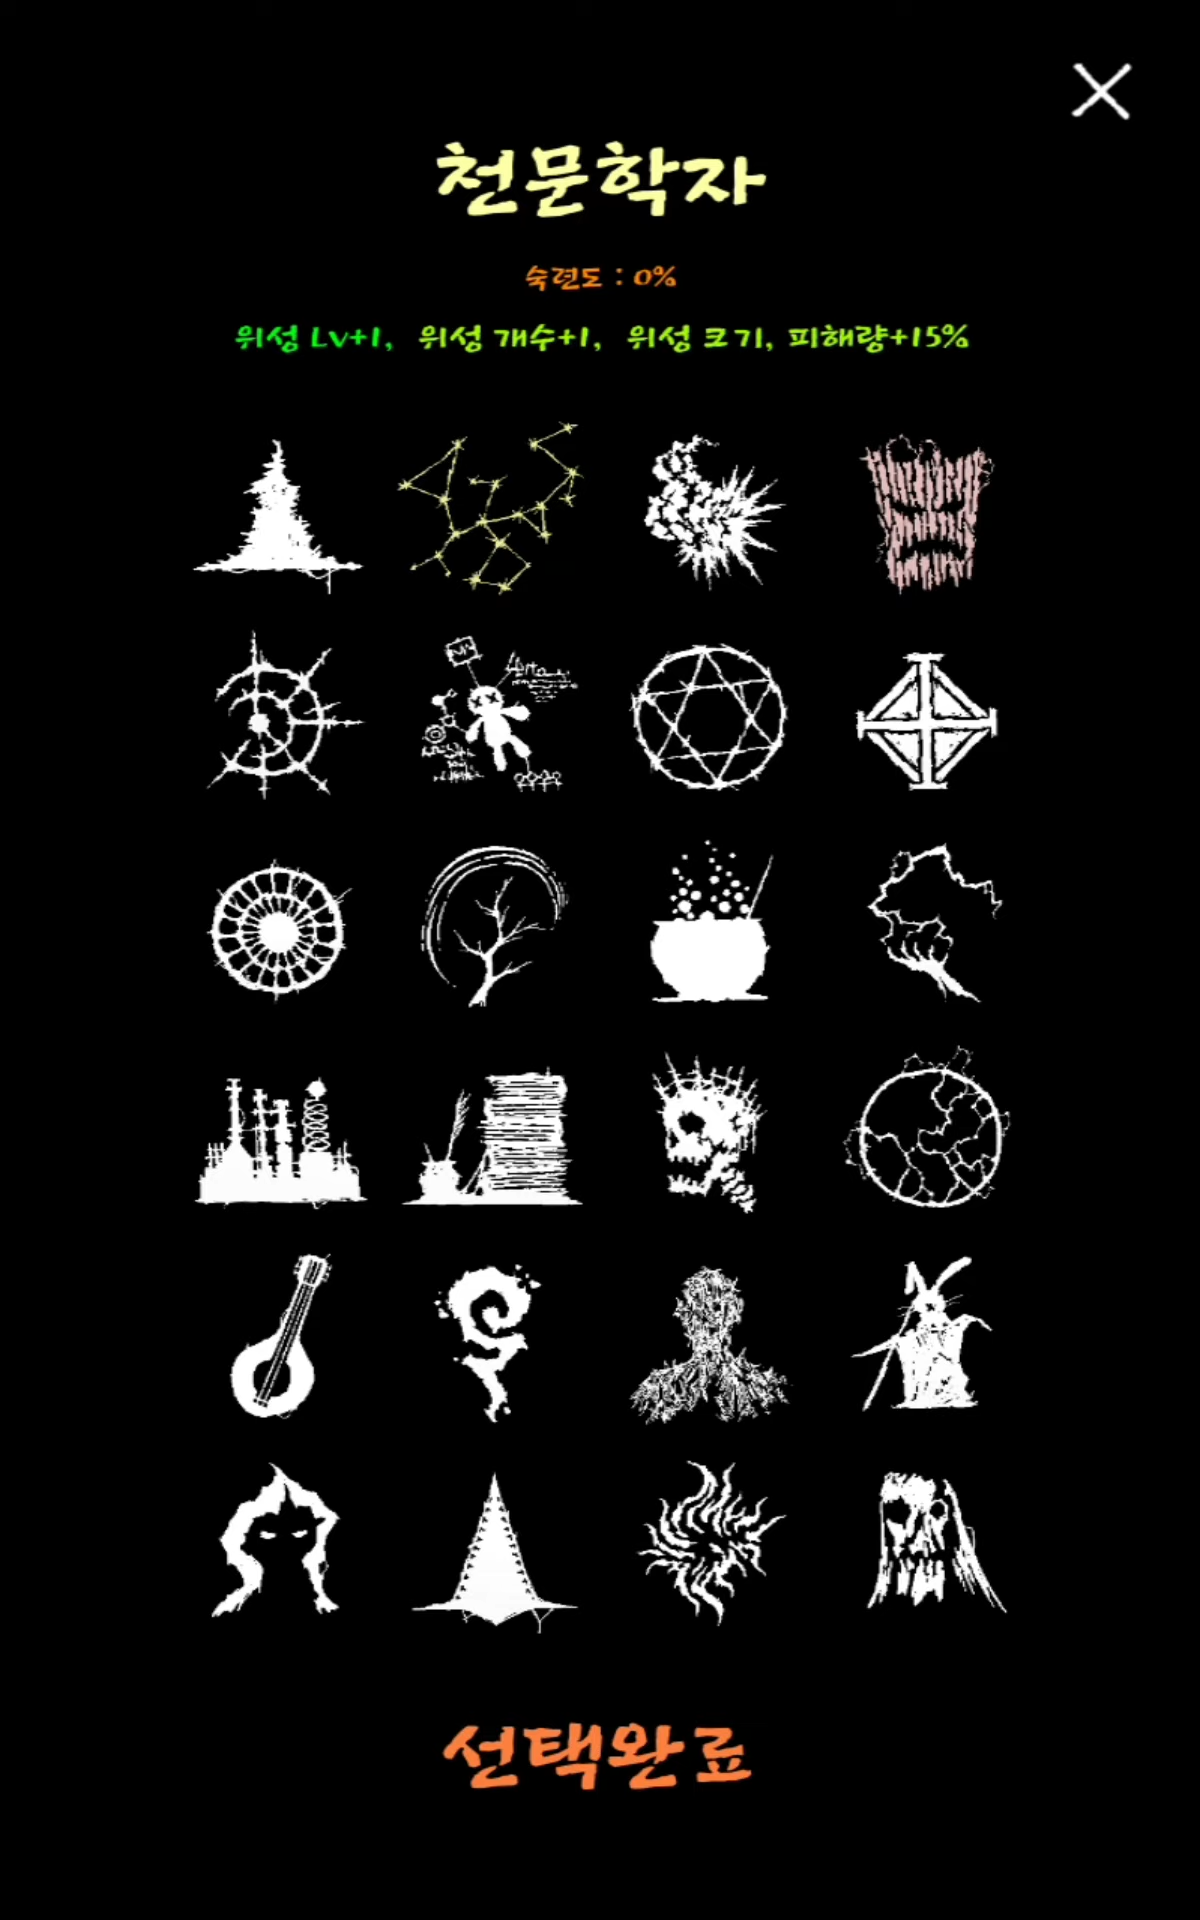 천문학자
숙련도 : 0%
위성 Lv+1, 위성 개수+1, 위성 크기, 피해량+15%
선택완료